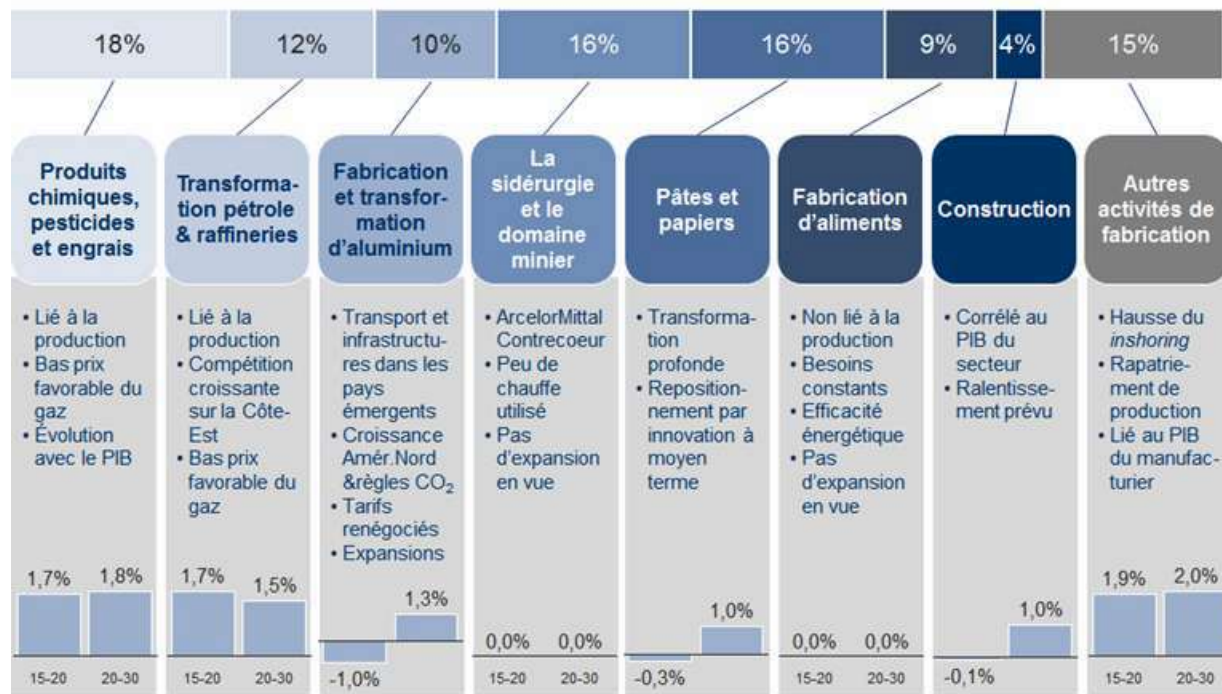 18%
12%
10%
16%
16%
9%
4%
15%
Produits
chimiques,
pesticides
et engrais
Transforma-
tion pétrole
& raffineries
Fabrication
et transfor-
mation
d'aluminium
La
sidérurgie
et le
domaine
minier
Pâtes et
papiers
Fabrication
d'aliments
Construction
Autres
activités de
fabrication
• Lié à la
production
• Bas prix
favorable du
gaz
• Évolution
avec le PIB
• Lié à la
production
• Compétition
croissante
sur la Côte-
Est
• Bas prix
favorable du
gaz
• Transport et
infrastructu-
res dans les
pays
émergents
• Croissance
Amér.Nord
&règles CO2
• Tarifs
renégociés
• Expansions
• ArcelorMittal
Contrecoeur
• Peu de
chauffe
utilisé
• Pas
d'expansion
en vue
• Transforma-
tion
profonde
• Reposition-
nement par
innovation à
moyen
terme
• Non lié à la
production
• Besoins
constants
• Efficacité
énergétique
• Pas
d'expansion
en vue
• Corrélé au
PIB du
secteur
• Ralentisse-
ment prévu
• Hausse du
inshoring
• Rapatrie-
ment de
production
• Lié au PIB
du manufac-
turier
1,7% 1,8%
15-20 20-30
1,7% 1,5%
15-20 20-30
1,3%
-1,0% 20-30
0,0% 0,0%
15-20 20-30
1,0%
-0,3% 20-30
0,0% 0,0%
15-20 20-30
1,0%
-0,1% 20-30
1,9% 2,0%
15-20 20-30